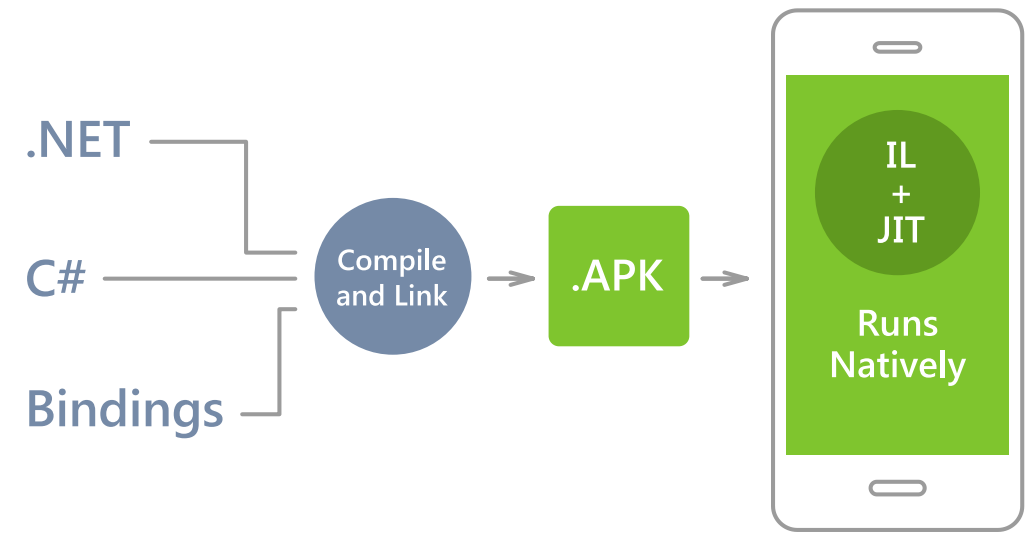 .NET
C#
Bindings
Compile
and Link
.APK
IL
+
JIT
Runs
Natively